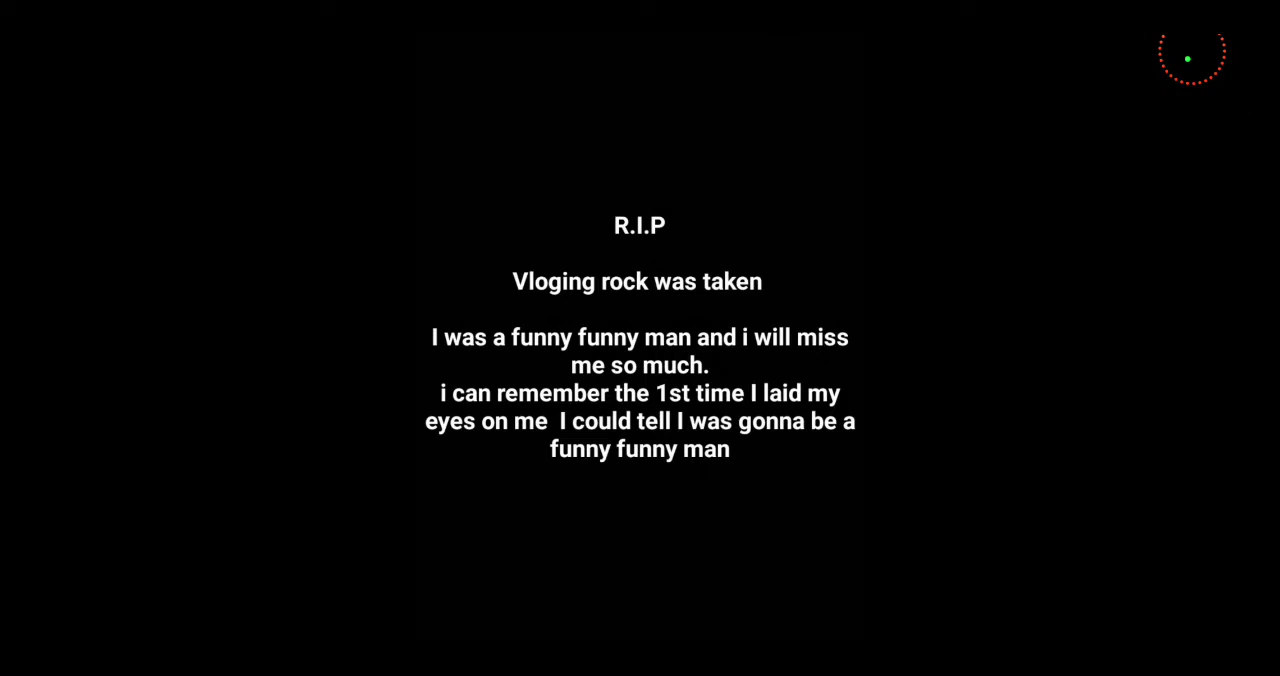 R.I.P
Vloging rock was taken
I was a funny funny man and i will miss
me so much.
i can remember the 1st time I laid my
eyes on me  I could tell I was gonna be a
funny funny man